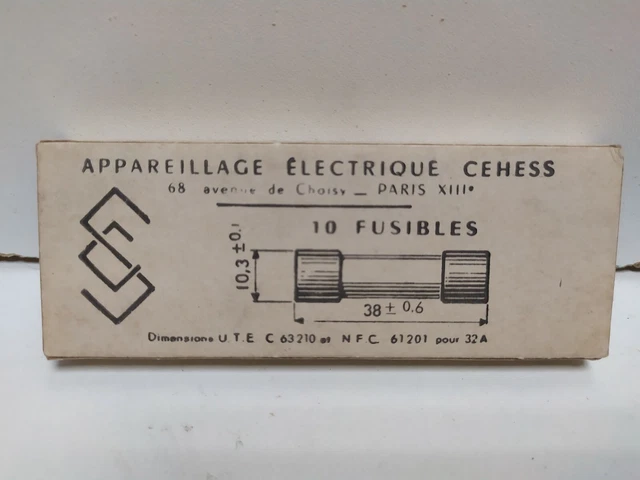 APPAREILLAGE ÉLECTRIQUE CEHESS
68 avenue de Choisy _ PARIS XIIIe
10 FUSIBLES
10,3 ±0,1
38 ± 0.6
Dimensions U.T.E C 63210 et N F.C. 61201 pour 32A